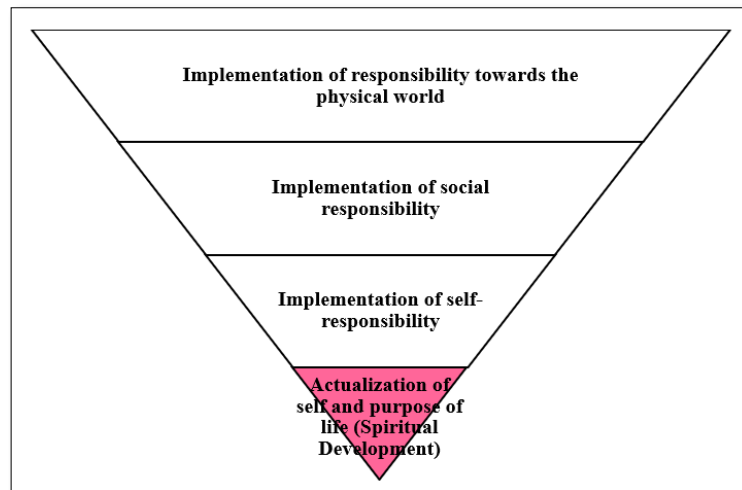 Implementation of responsibility towards the
physical world
Implementation of social
responsibility
Implementation of self-
responsibility
Actualization of
self and purpose of
life (Spiritual
Development)